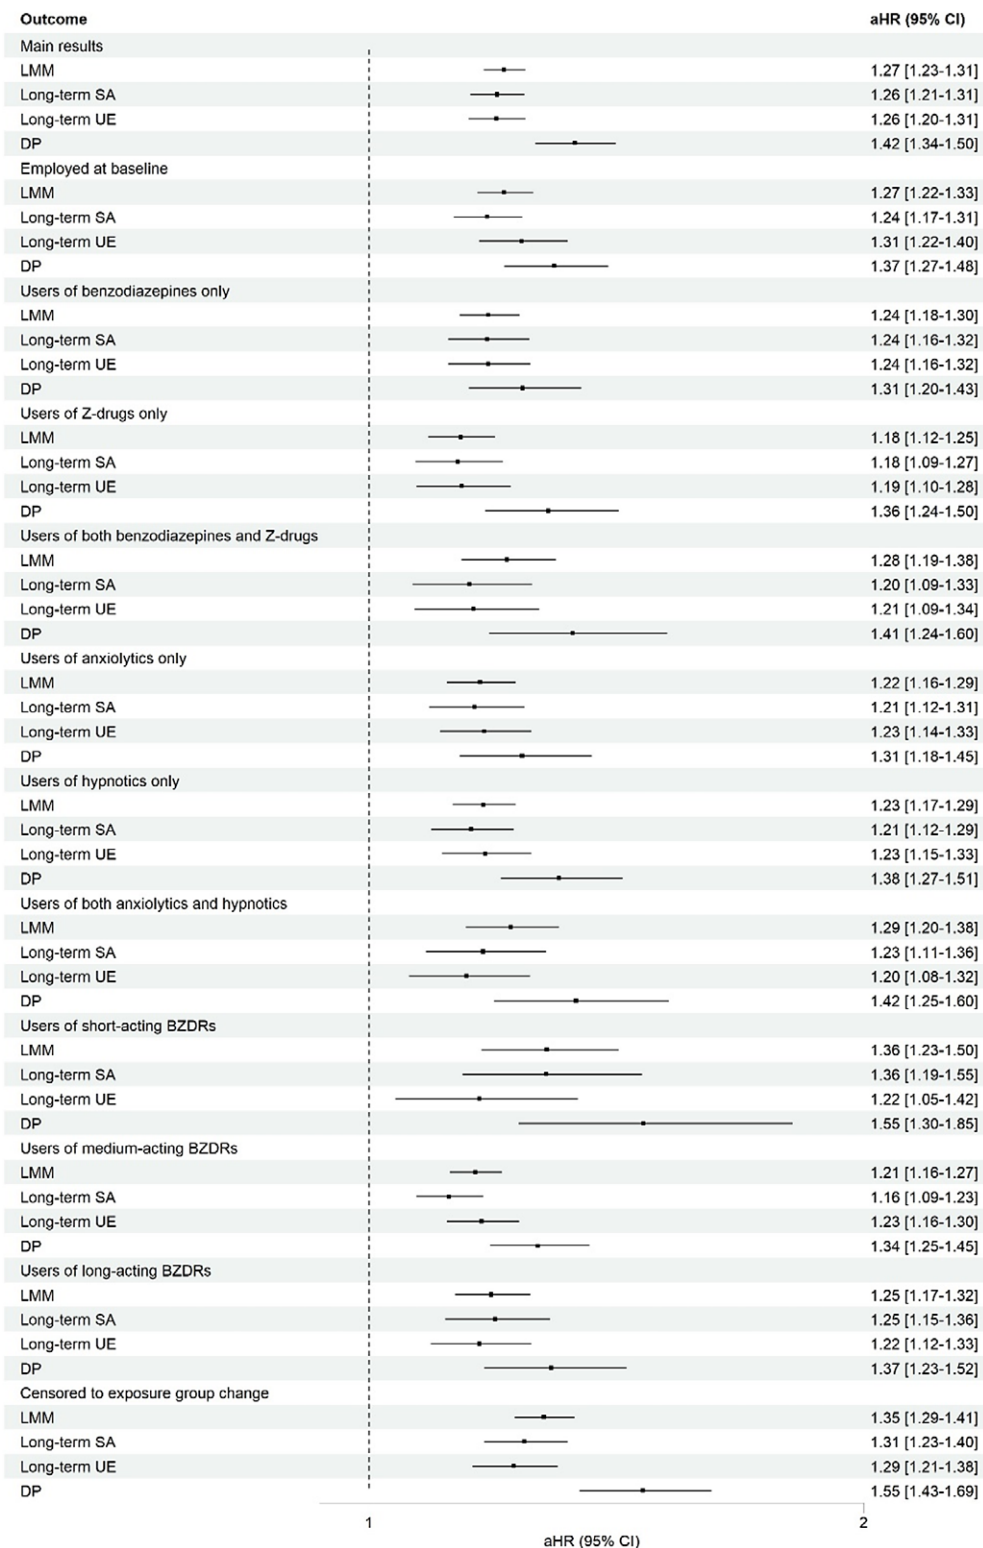 Outcome aHR (95% CI)
Main results
LMM 1.27 [1.23-1.31]
Long-term SA 1.26 [1.21-1.31]
Long-term UE 1.26 [1.20-1.31]
DP 1.42 [1.34-1.50]
Employed at baseline
LMM 1.27 [1.22-1.33]
Long-term SA 1.24 [1.17-1.31]
Long-term UE 1.31 [1.22-1.40]
DP 1.37 [1.27-1.48]
Users of benzodiazepines only
LMM 1.24 [1.18-1.30]
Long-term SA 1.24 [1.16-1.32]
Long-term UE 1.24 [1.16-1.32]
DP 1.31 [1.20-1.43]
Users of Z-drugs only
LMM 1.18 [1.12-1.25]
Long-term SA 1.18 [1.09-1.27]
Long-term UE 1.19 [1.10-1.28]
DP 1.36 [1.24-1.50]
Users of both benzodiazepines and Z-drugs
LMM 1.28 [1.19-1.38]
Long-term SA 1.20 [1.09-1.33]
Long-term UE 1.21 [1.09-1.34]
DP 1.41 [1.24-1.60]
Users of anxiolytics only
LMM 1.22 [1.16-1.29]
Long-term SA 1.21 [1.12-1.31]
Long-term UE 1.23 [1.14-1.33]
DP 1.31 [1.18-1.45]
Users of hypnotics only
LMM 1.23 [1.17-1.29]
Long-term SA 1.21 [1.12-1.29]
Long-term UE 1.23 [1.15-1.33]
DP 1.38 [1.27-1.51]
Users of both anxiolytics and hypnotics
LMM 1.29 [1.20-1.38]
Long-term SA 1.23 [1.11-1.36]
Long-term UE 1.20 [1.08-1.32]
DP 1.42 [1.25-1.60]
Users of short-acting BZDRs
LMM 1.36 [1.23-1.50]
Long-term SA 1.36 [1.19-1.55]
Long-term UE 1.22 [1.05-1.42]
DP 1.55 [1.30-1.85]
Users of medium-acting BZDRs
LMM 1.21 [1.16-1.27]
Long-term SA 1.16 [1.09-1.23]
Long-term UE 1.23 [1.16-1.30]
DP 1.34 [1.25-1.45]
Users of long-acting BZDRs
LMM 1.25 [1.17-1.32]
Long-term SA 1.25 [1.15-1.36]
Long-term UE 1.22 [1.12-1.33]
DP 1.37 [1.23-1.52]
Censored to exposure group change
LMM 1.35 [1.29-1.41]
Long-term SA 1.31 [1.23-1.40]
Long-term UE 1.29 [1.21-1.38]
DP 1.55 [1.43-1.69]
1 2
aHR (95% CI)